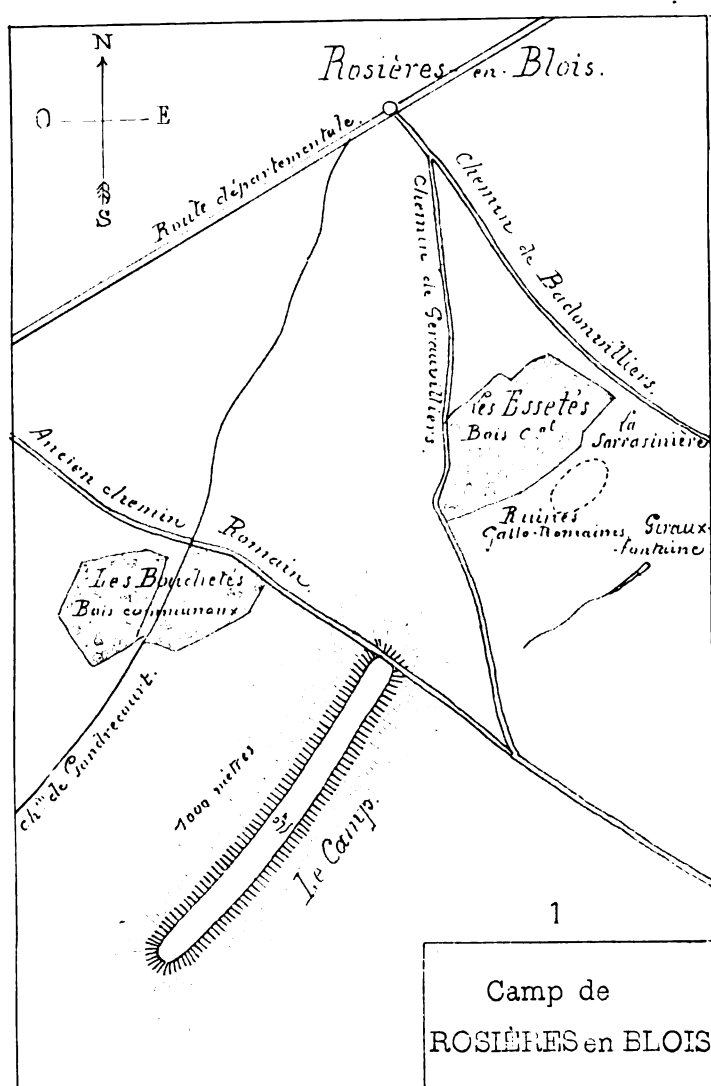 N
O E
S
Rosières-en-Blois.
Route départementale.
Chemin de Badonvilliers.
Chemin de Gerauvilliers.
Les Essetés
Bois C.al
La
Sarrasinière
Ruines
Gallo-Romaines
Giraux-
fontaine
Ancien chemin Romain.
Les Bouchetés
Bois communaux
ch.in de Gondrecourt.
1000 mètres
Le Camp.
1
Camp de
ROSIÈRES en BLOIS